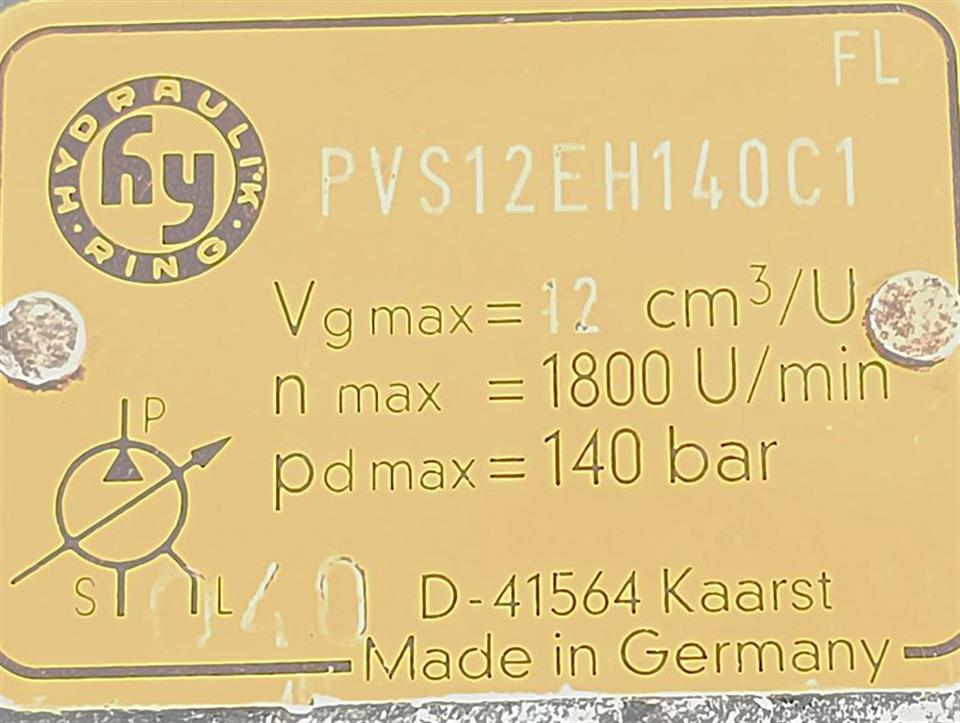 FL
HYDRAULIK
hy
RING
PVS12EH140C1
Vg max = 12 cm³/U
n max = 1800 U/min
pd max = 140 bar
P
S L
040
D-41564 Kaarst
Made in Germany